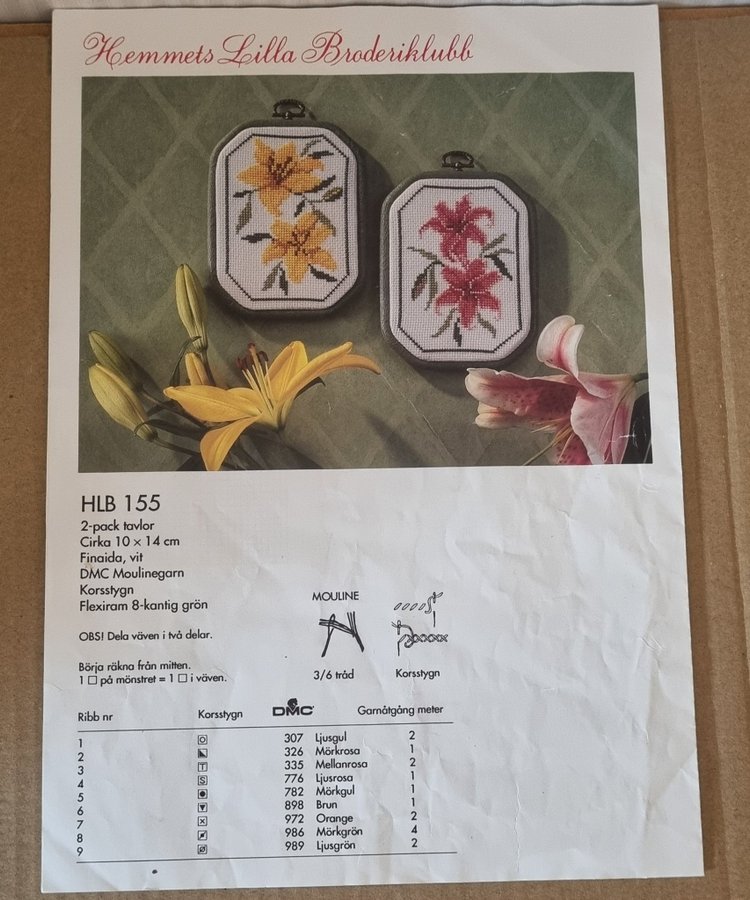 Hemmets Lilla Broderiklubb
HLB 155
2-pack tavlor
Cirka 10 × 14 cm
Finaida, vit
DMC Moulinegarn
Korsstygn
Flexiram 8-kantig grön
OBS! Dela väven i två delar.
Börja räkna från mitten.
1 □ på mönstret = 1 □ i väven.
MOULINE
3/6 tråd
Korsstygn
Ribb nr Korsstygn DMC Garnåtgång meter
1 307 Ljusgul 2
2 326 Mörkrosa 1
3 T 335 Mellanrosa 2
4 S 776 Ljusrosa 1
5 782 Mörkgul 1
6 898 Brun 1
7 972 Orange 2
8 986 Mörkgrön 4
9 989 Ljusgrön 2